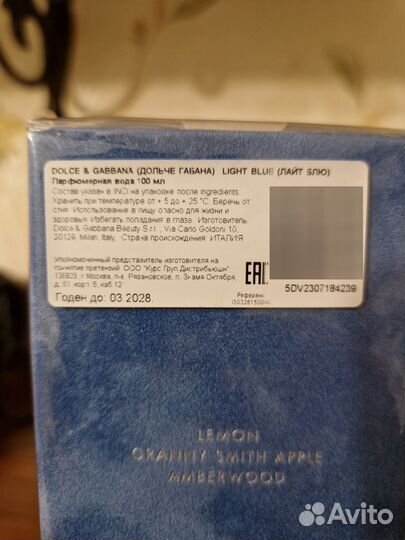 DOLCE & GABBANA (ДОЛЬЧЕ ГАБАНА) LIGHT BLUE (ЛАЙТ БЛЮ)
Парфюмерная вода 100 мл
Состав указан в INCI на упаковке после ingredients
Хранить при температуре от + 5 до + 25 °С. Беречь от
огня. Использование в пищу опасно для жизни и
здоровья. Избегать попадания в глаза. Изготовитель:
Dolce & Gabbana Beauty S.r.l., Via Carlo Goldoni 10,
20129, Milan, Italy. Страна происхождения: ИТАЛИЯ
Уполномоченный представитель изготовителя на
принятие претензий: ООО "Курс Груп Дистрибьюшн"
г.Москва, п-к Рязановское, п. Знамя Октября,
д. 31 корп 5, каб.12
Годен до: 03.2028.
EAC
Референс
5DV2307184239
LEMON
GRANNY SMITH APPLE
AMBERWOOD
Avito